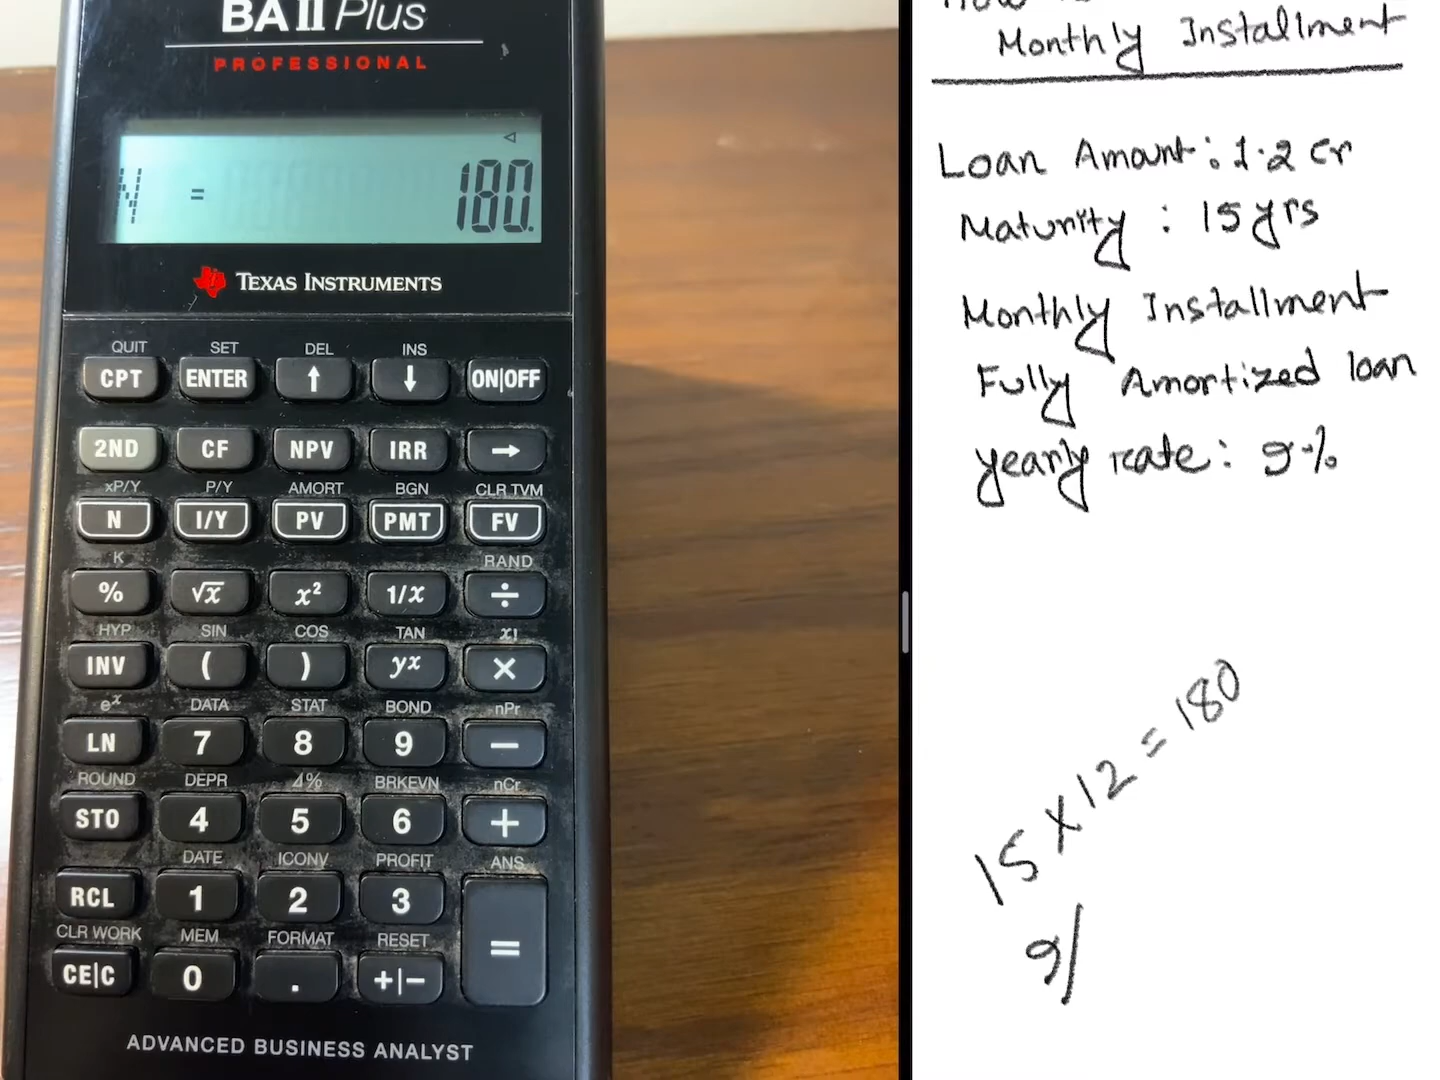 BA II Plus
PROFESSIONAL
N = 180.
TEXAS INSTRUMENTS
QUIT SET DEL INS
CPT ENTER ↑ ↓ ON|OFF
2ND CF NPV IRR →
xP/Y P/Y AMORT BGN CLR TVM
N I/Y PV PMT FV
K RAND
% √x x² 1/x ÷
HYP SIN COS TAN x!
INV ( ) yˣ ×
eˣ DATA STAT BOND nPr
LN 7 8 9 −
ROUND DEPR Δ% BRKEVN nCr
STO 4 5 6 +
DATE ICONV PROFIT ANS
RCL 1 2 3 =
CLR WORK MEM FORMAT RESET
CE|C 0 . +|−
ADVANCED BUSINESS ANALYST
Monthly Installment
Loan Amount: 1.2 cr
Maturity : 15 yrs
Monthly Installment
Fully Amortized loan
yearly rate: 9%
15 × 12 = 180
9/